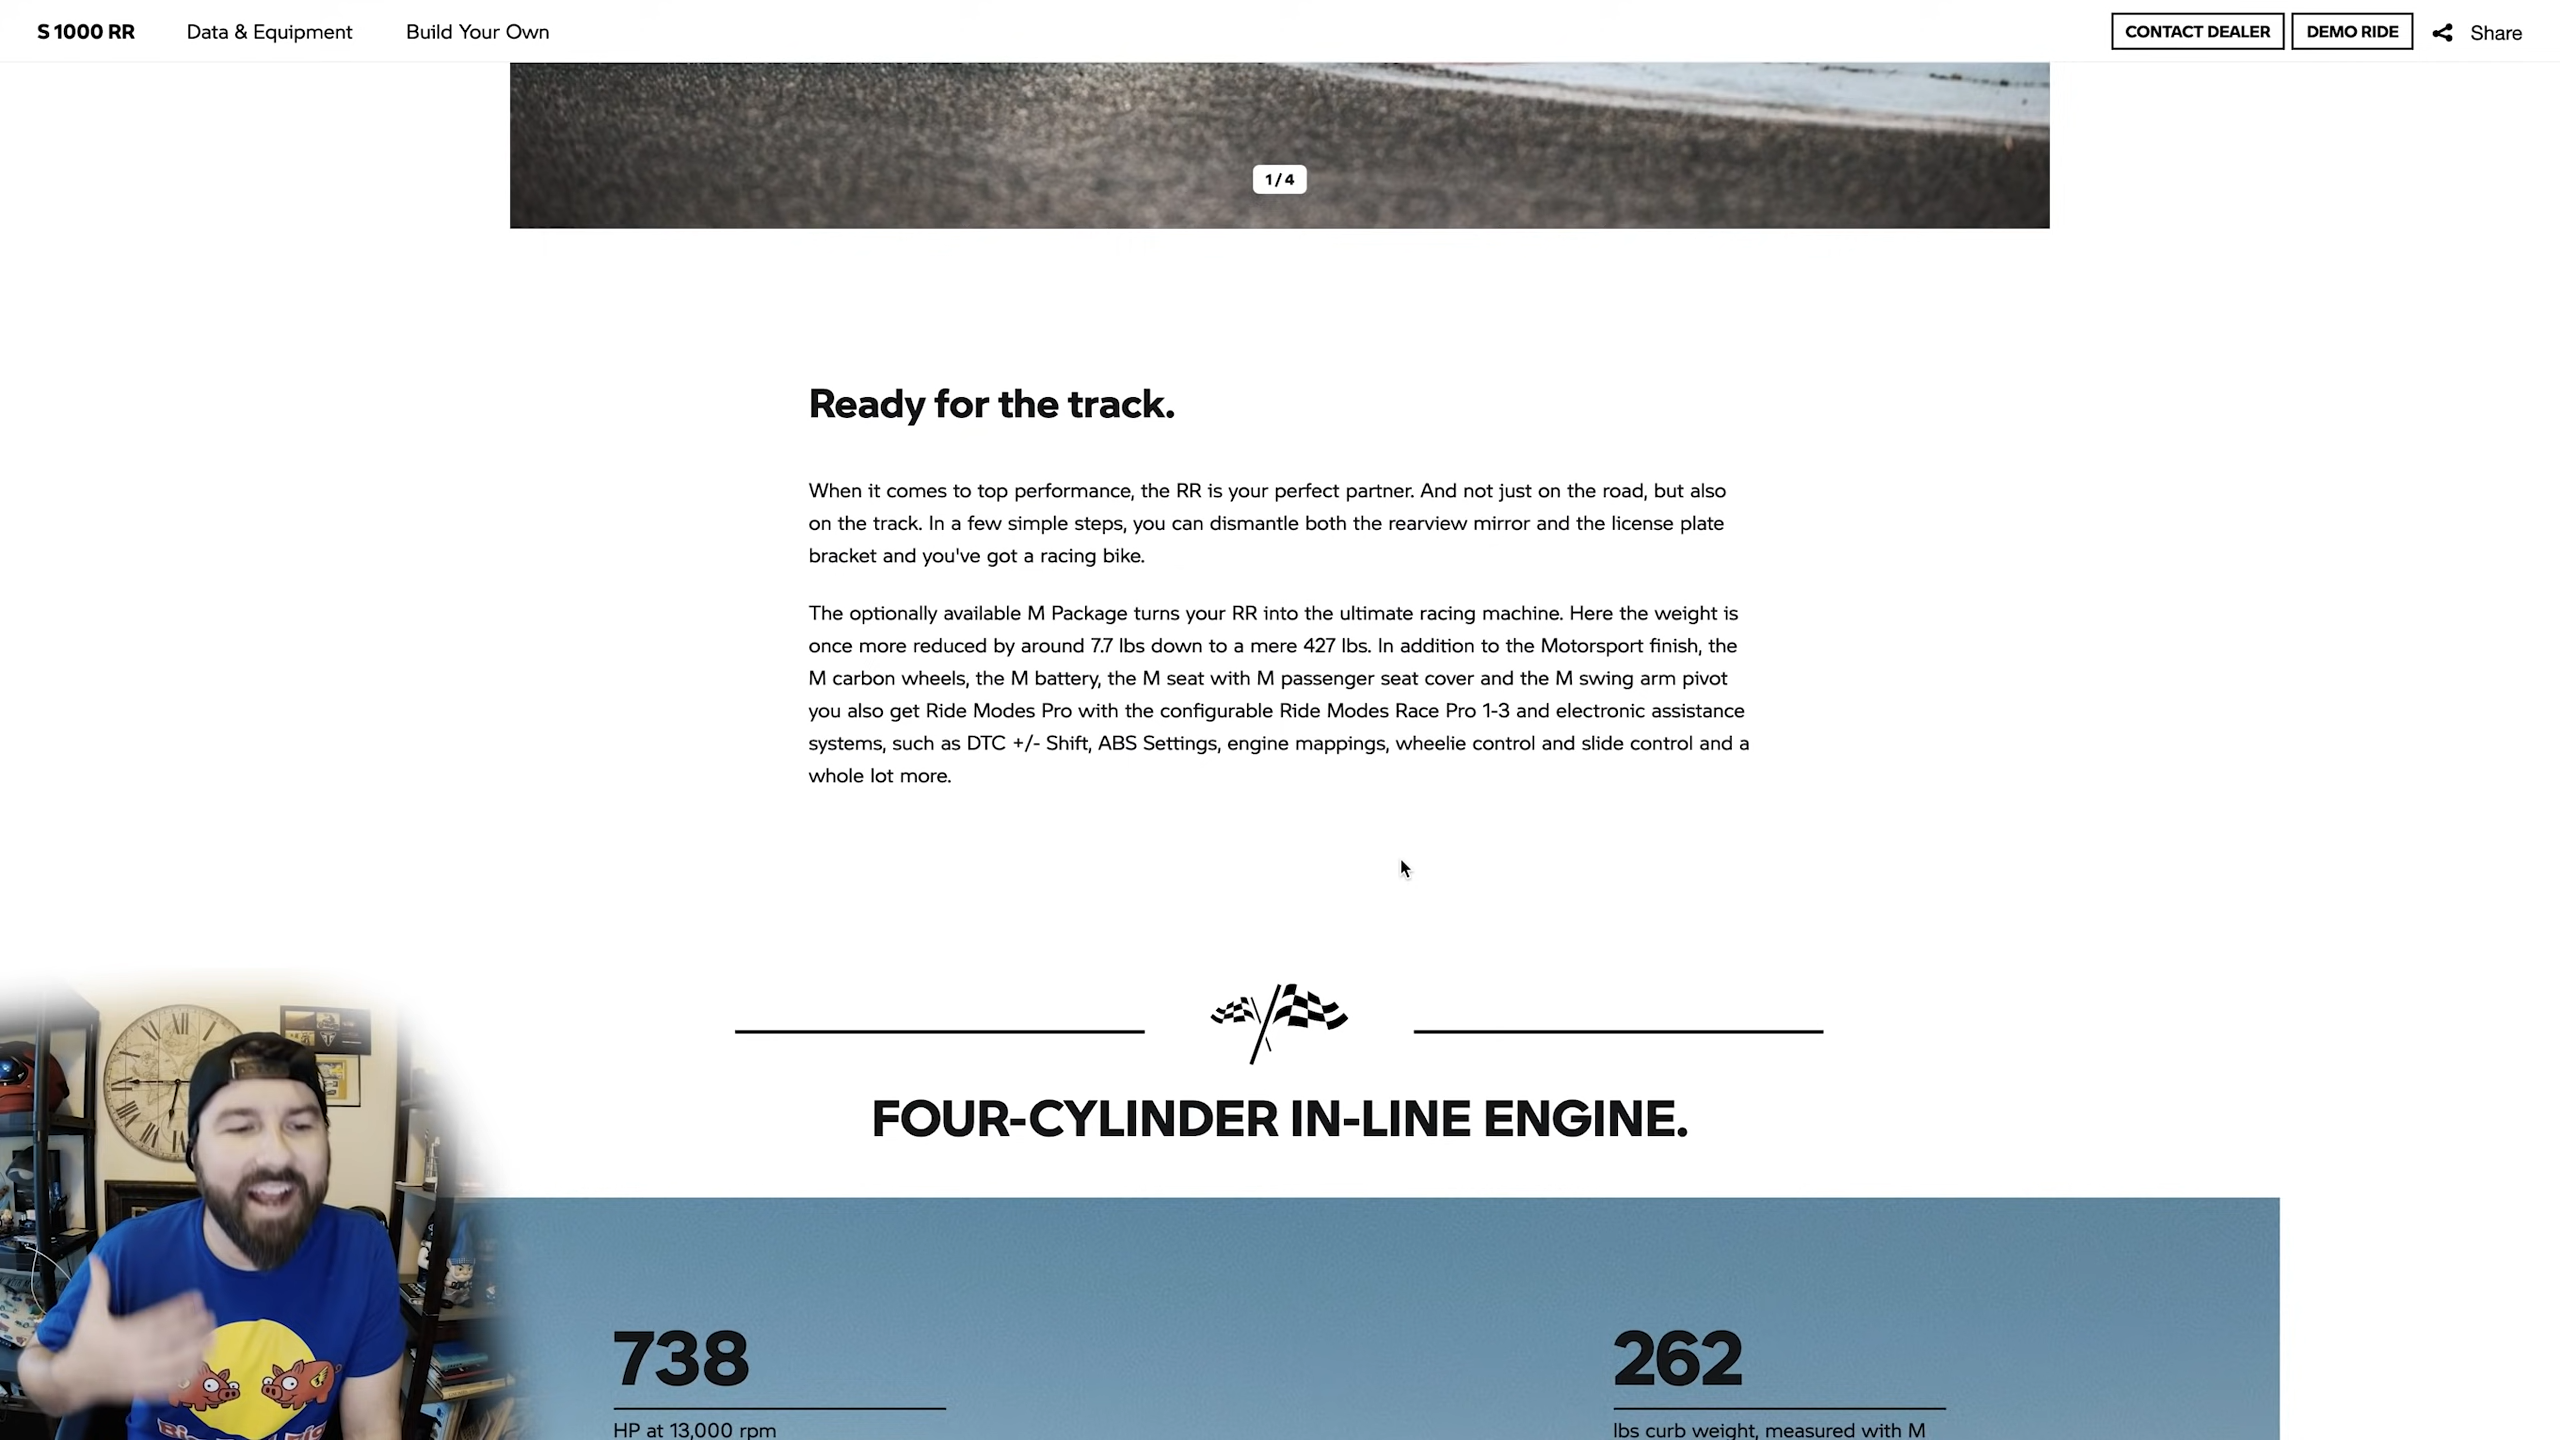 S 1000 RR
Data & Equipment
Build Your Own
CONTACT DEALER
DEMO RIDE
Share
1/4
Ready for the track.
When it comes to top performance, the RR is your perfect partner. And not just on the road, but also
on the track. In a few simple steps, you can dismantle both the rearview mirror and the license plate
bracket and you've got a racing bike.
The optionally available M Package turns your RR into the ultimate racing machine. Here the weight is
once more reduced by around 7.7 lbs down to a mere 427 lbs. In addition to the Motorsport finish, the
M carbon wheels, the M battery, the M seat with M passenger seat cover and the M swing arm pivot
you also get Ride Modes Pro with the configurable Ride Modes Race Pro 1-3 and electronic assistance
systems, such as DTC +/- Shift, ABS Settings, engine mappings, wheelie control and slide control and a
whole lot more.
FOUR-CYLINDER IN-LINE ENGINE.
738
HP at 13,000 rpm
262
lbs curb weight, measured with M